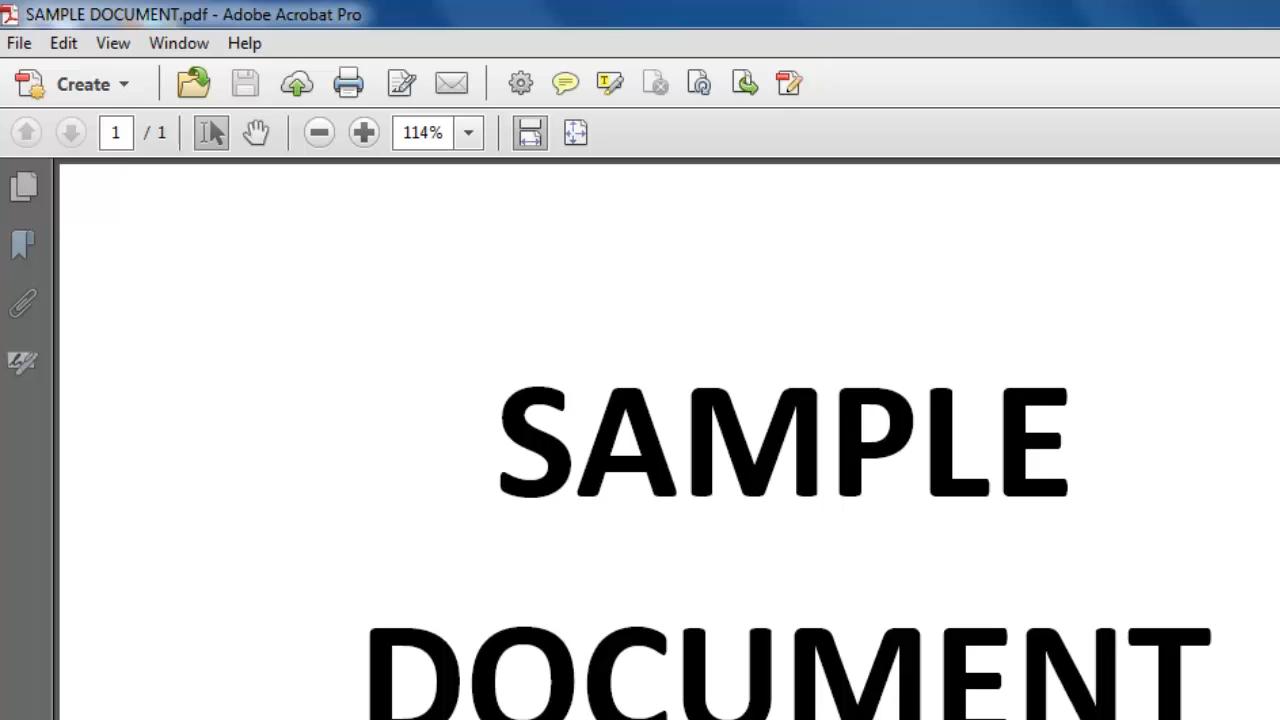 SAMPLE DOCUMENT.pdf - Adobe Acrobat Pro
File Edit View Window Help
Create
1 / 1 114%
SAMPLE
DOCUMENT